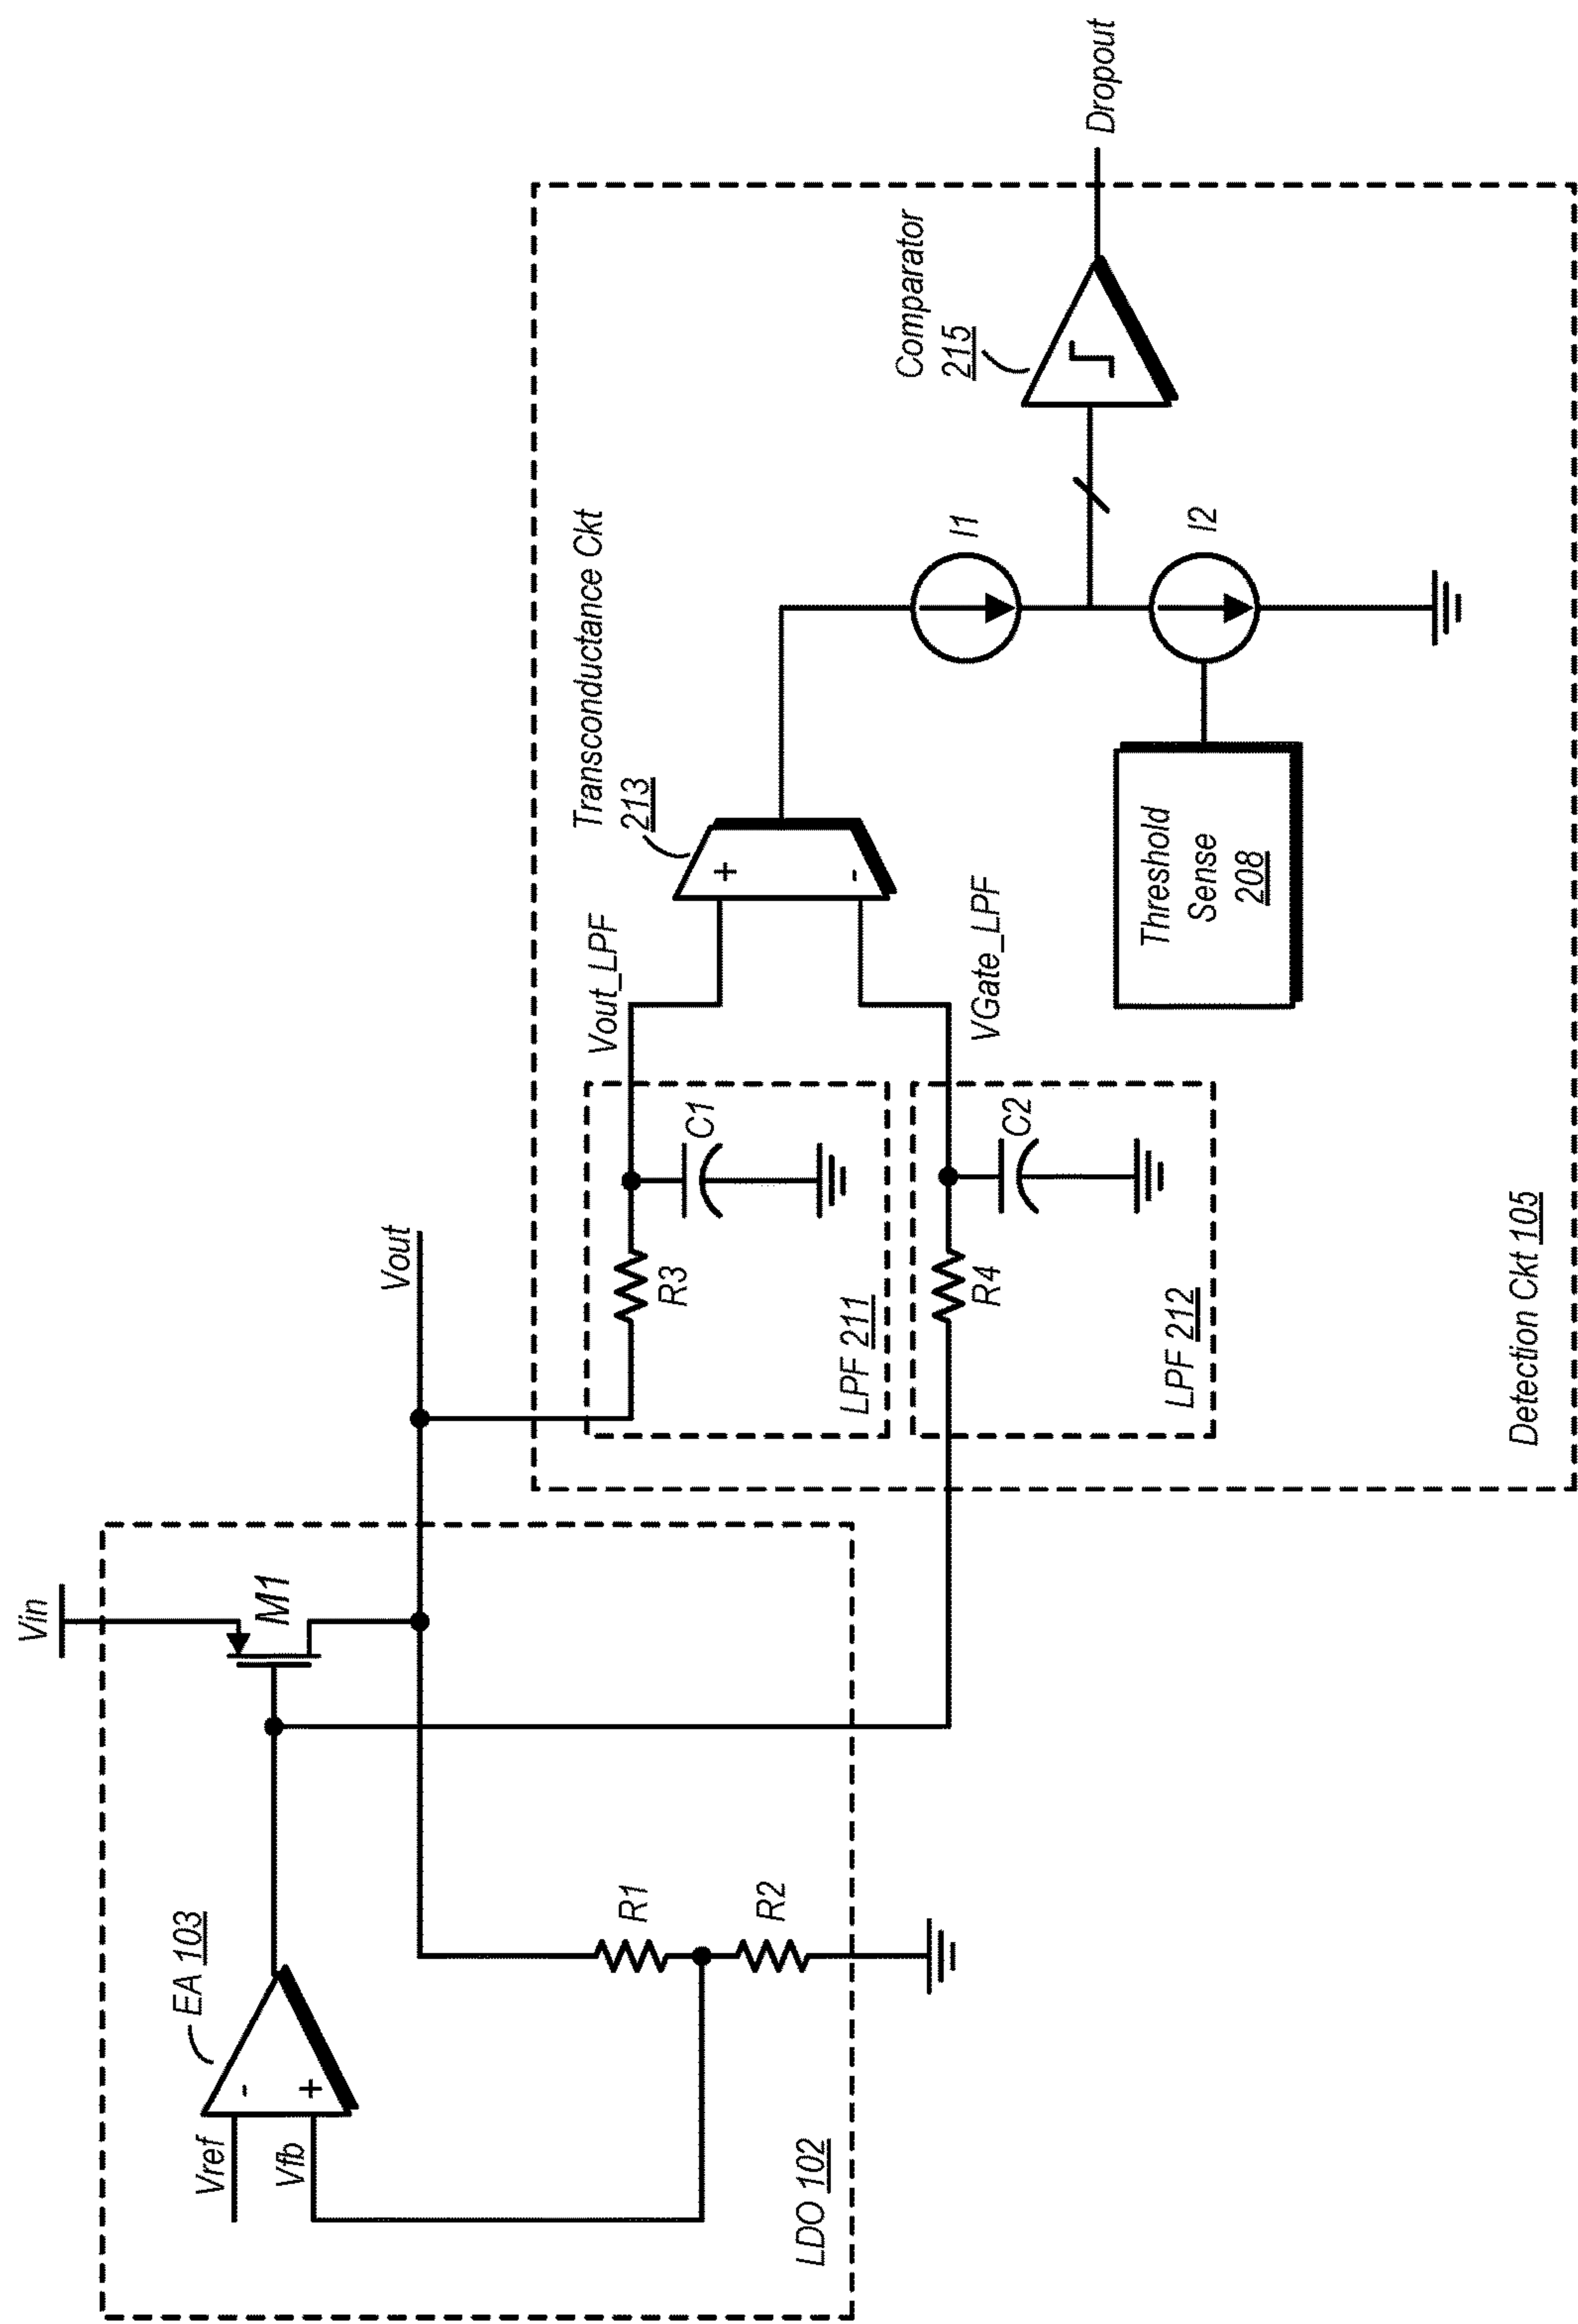 Vin
M1
EA 103
-
+
Vref
Vfb
R1
R2
LDO 102
Vout
R3
C1
LPF 211
R4
C2
LPF 212
Vout_LPF
VGate_LPF
Transconductance Ckt
213
+
-
I1
I2
Threshold
Sense
208
Comparator
215
Dropout
Detection Ckt 105